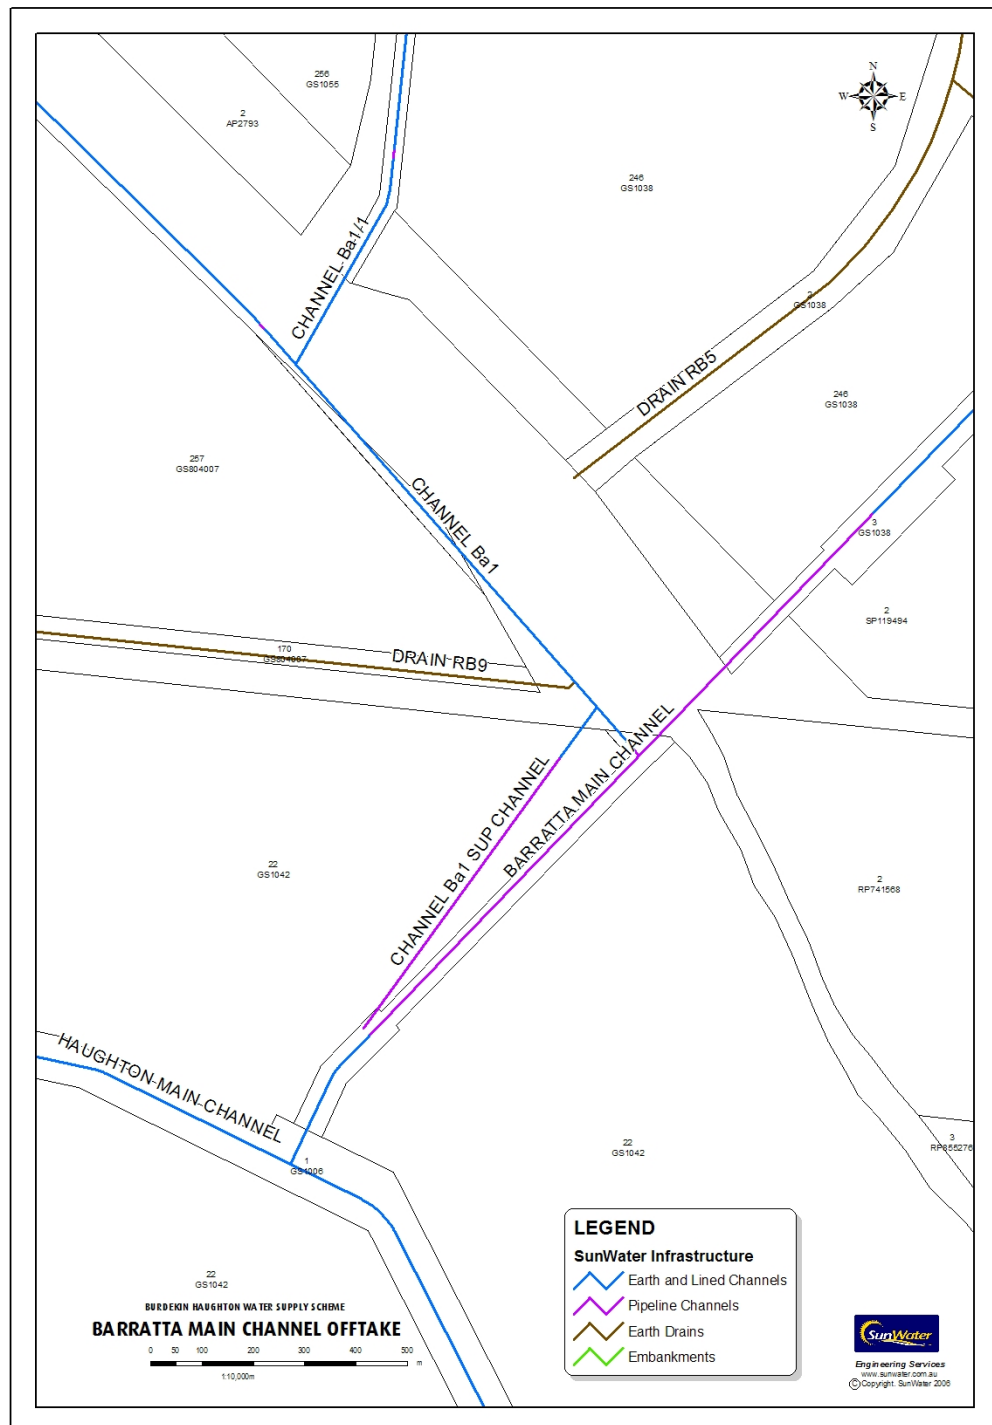 256
GS1055
2
AP2793
N
W
E
S
246
GS1038
CHANNEL Ba1/1
2
GS1038
DRAIN RB5
246
GS1038
257
GS804007
CHANNEL Ba1
3
GS1038
2
SP119494
170
GS804007
DRAIN RB9
BARRATTA MAIN CHANNEL
CHANNEL Ba1 SUP CHANNEL
22
GS1042
2
RP741568
HAUGHTON MAIN CHANNEL
1
GS1006
22
GS1042
3
RP855276
22
GS1042
BURDEKIN HAUGHTON WATER SUPPLY SCHEME
BARRATTA MAIN CHANNEL OFFTAKE
0 50 100 200 300 400 500
m
1:10,000m
LEGEND
SunWater Infrastructure
Earth and Lined Channels
Pipeline Channels
Earth Drains
Embankments
SunWater
Engineering Services
www.sunwater.com.au
©Copyright. SunWater 2006